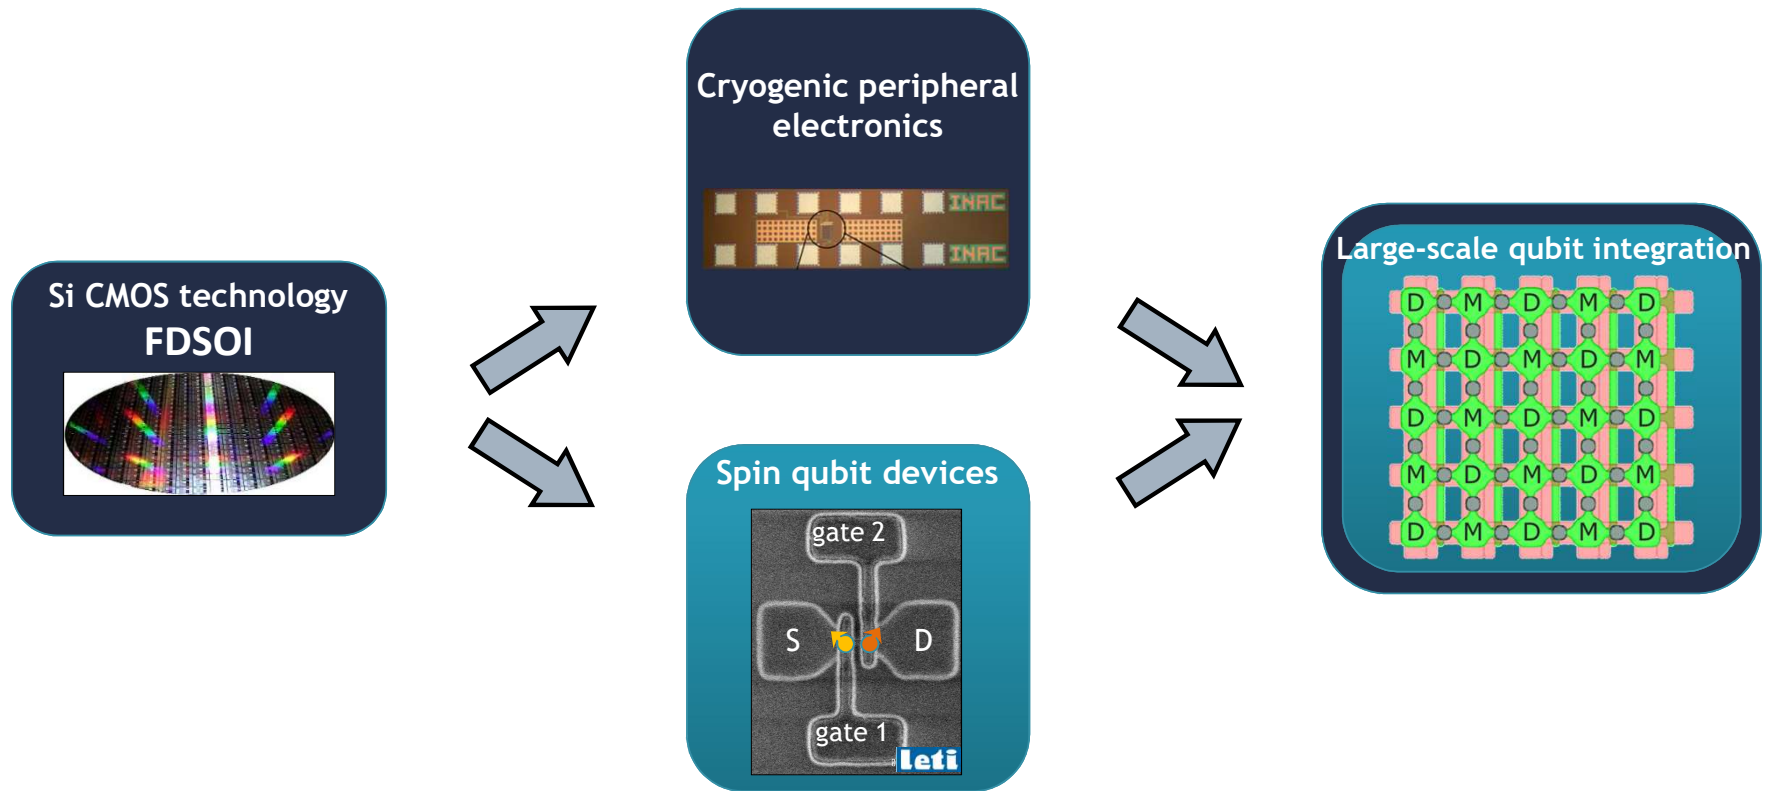 Cryogenic peripheral
electronics
INAC
INAC
Si CMOS technology
FDSOI
Spin qubit devices
gate 2
S
D
gate 1
leti
Large-scale qubit integration
D M D M D
M D M D M
D M D M D
M D M D M
D M D M D